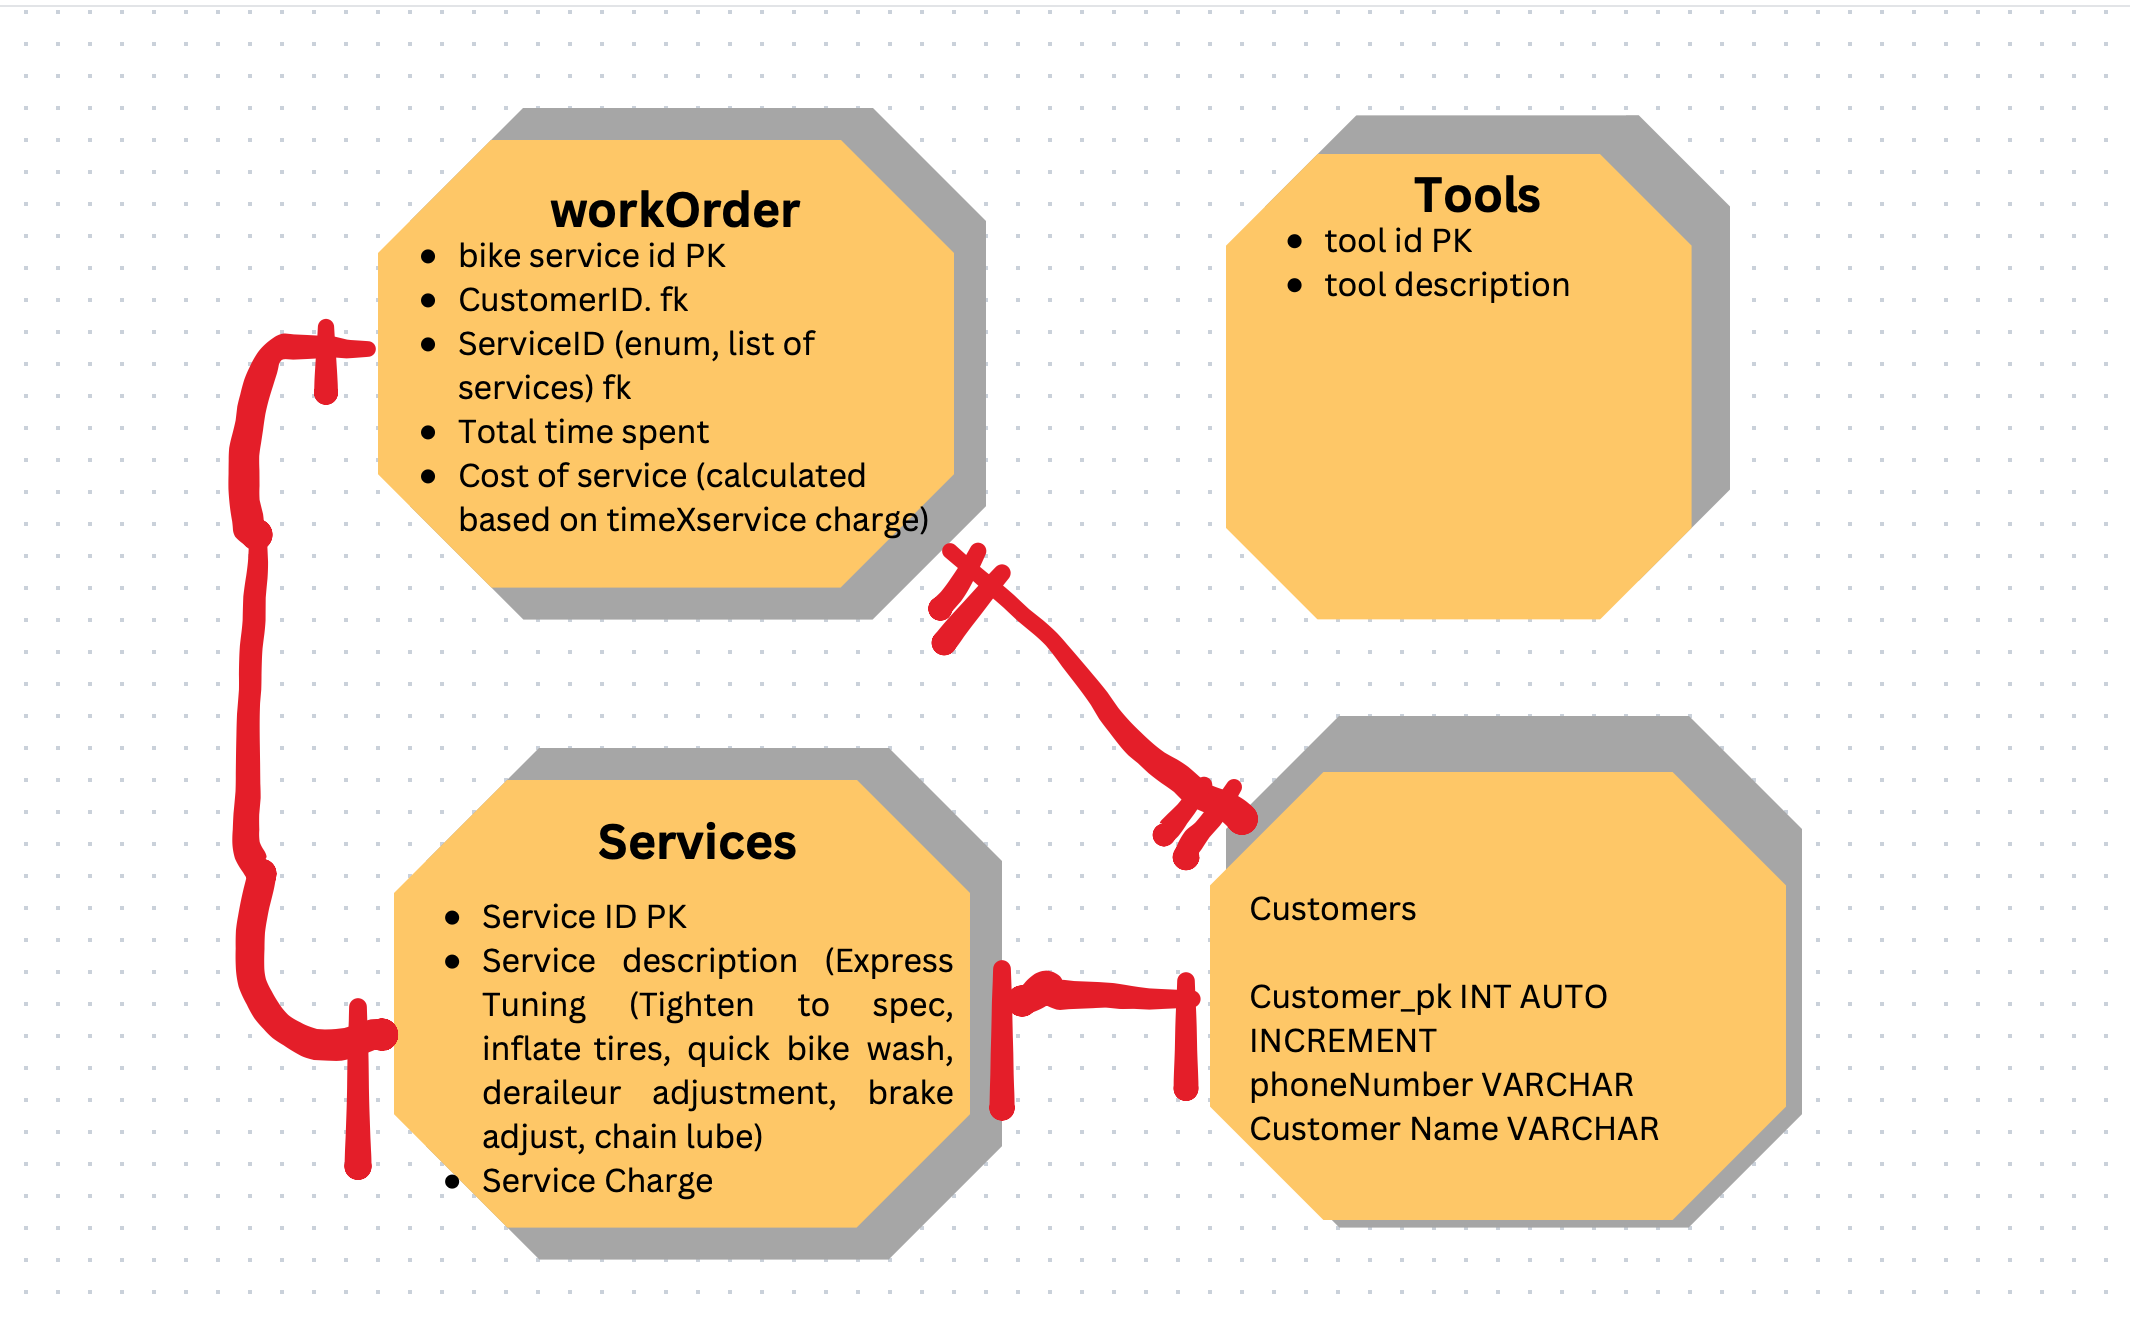 workOrder
• bike service id PK
• CustomerID. fk
• ServiceID (enum, list of
services) fk
• Total time spent
• Cost of service (calculated
based on timeXservice charge)
Tools
• tool id PK
• tool description
Services
• Service ID PK
• Service description (Express
Tuning (Tighten to spec,
inflate tires, quick bike wash,
deraileur adjustment, brake
adjust, chain lube)
• Service Charge
Customers
Customer_pk INT AUTO
INCREMENT
phoneNumber VARCHAR
Customer Name VARCHAR